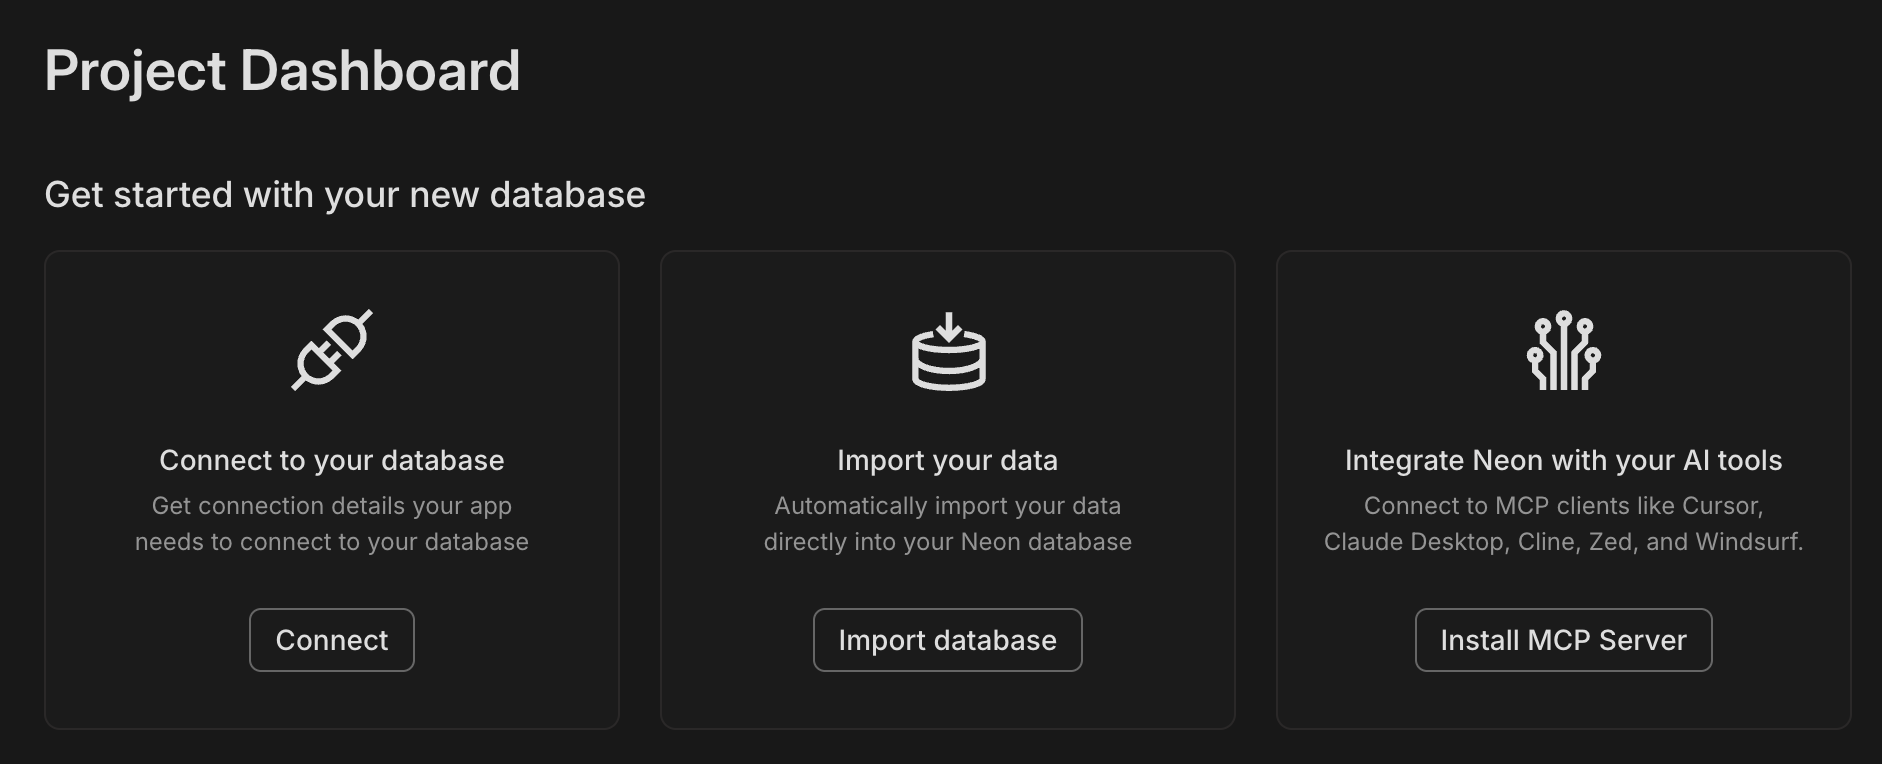 Project Dashboard
Get started with your new database
Connect to your database
Get connection details your app
needs to connect to your database
Connect
Import your data
Automatically import your data
directly into your Neon database
Import database
Integrate Neon with your AI tools
Connect to MCP clients like Cursor,
Claude Desktop, Cline, Zed, and Windsurf.
Install MCP Server